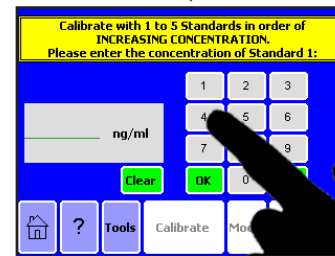 Calibrate with 1 to 5 Standards in order of
INCREASING CONCENTRATION.
Please enter the concentration of Standard 1:
1 2 3
4 5 6
ng/ml
7 9
Clear OK 0
? Tools Calibrate